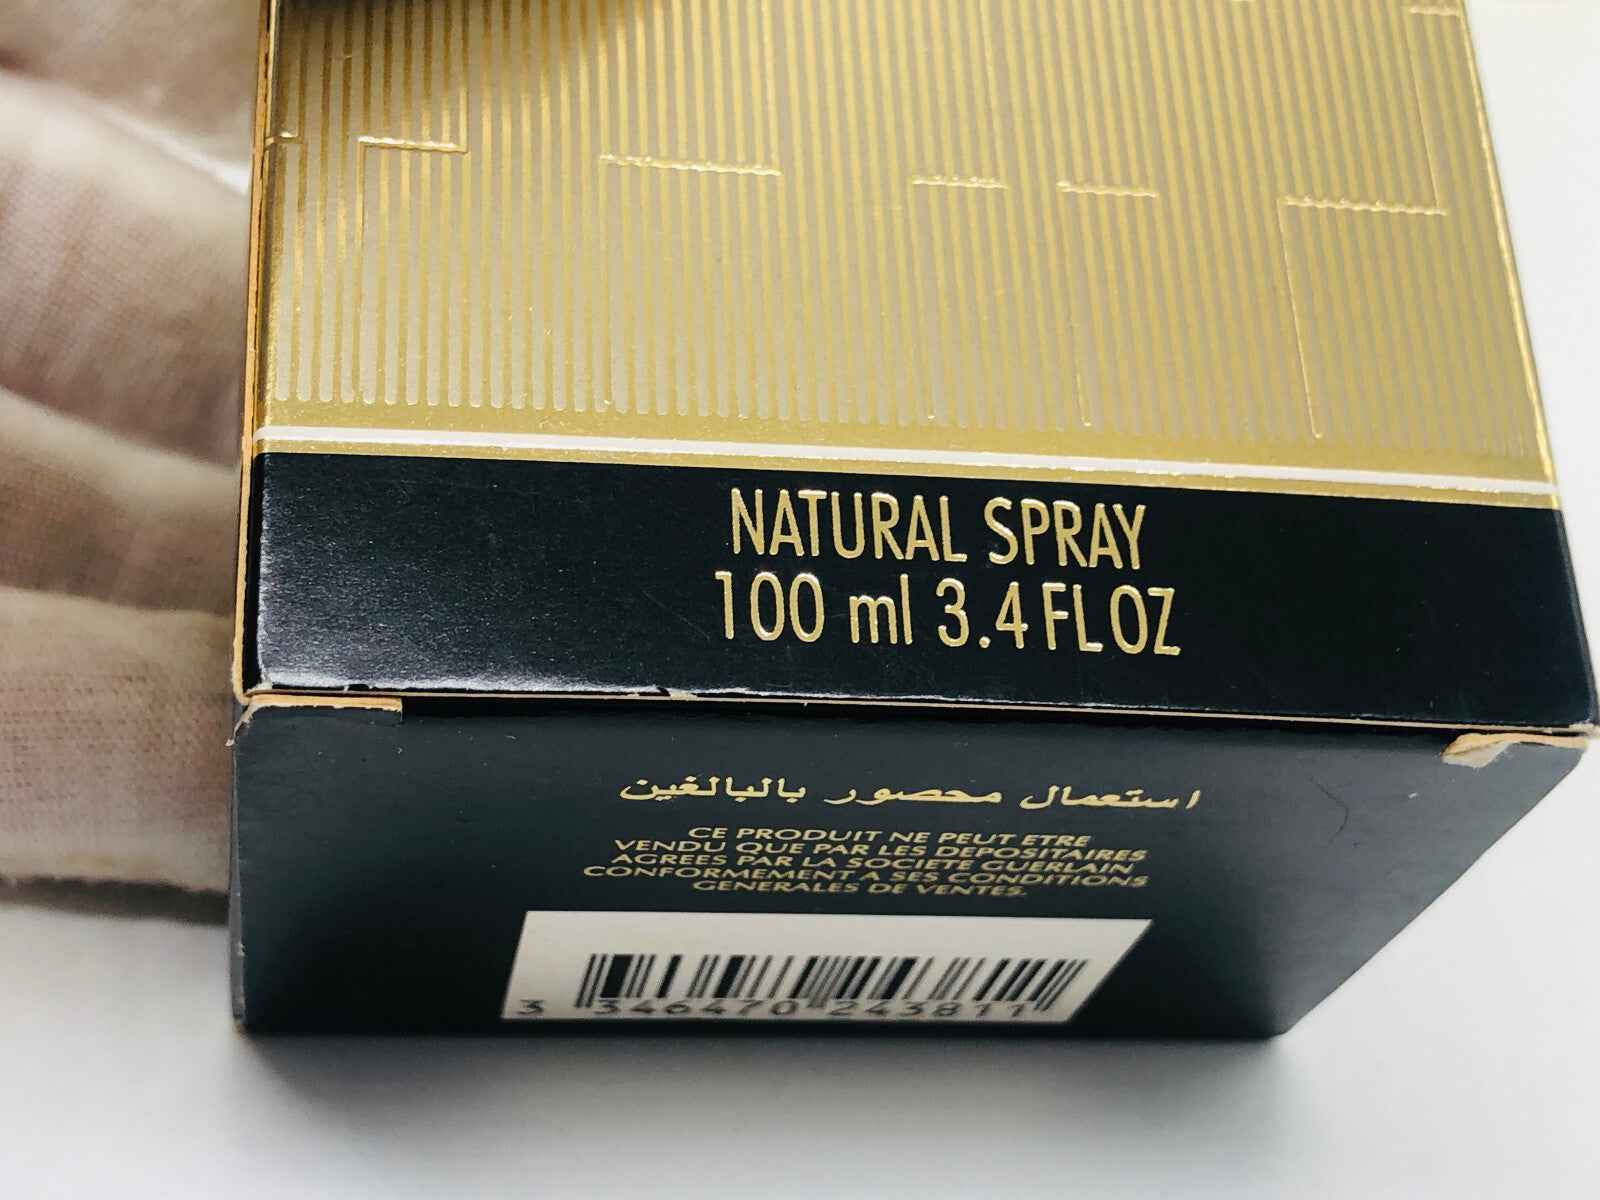 NATURAL SPRAY
100 ml 3.4 FL OZ
استعمال محصور بالبالغين
CE PRODUIT NE PEUT ETRE
VENDU QUE PAR LES DEPOSITAIRES
AGREES PAR LA SOCIETE GUERLAIN
CONFORMEMENT A SES CONDITIONS
GENERALES DE VENTES.
3 346470 243811